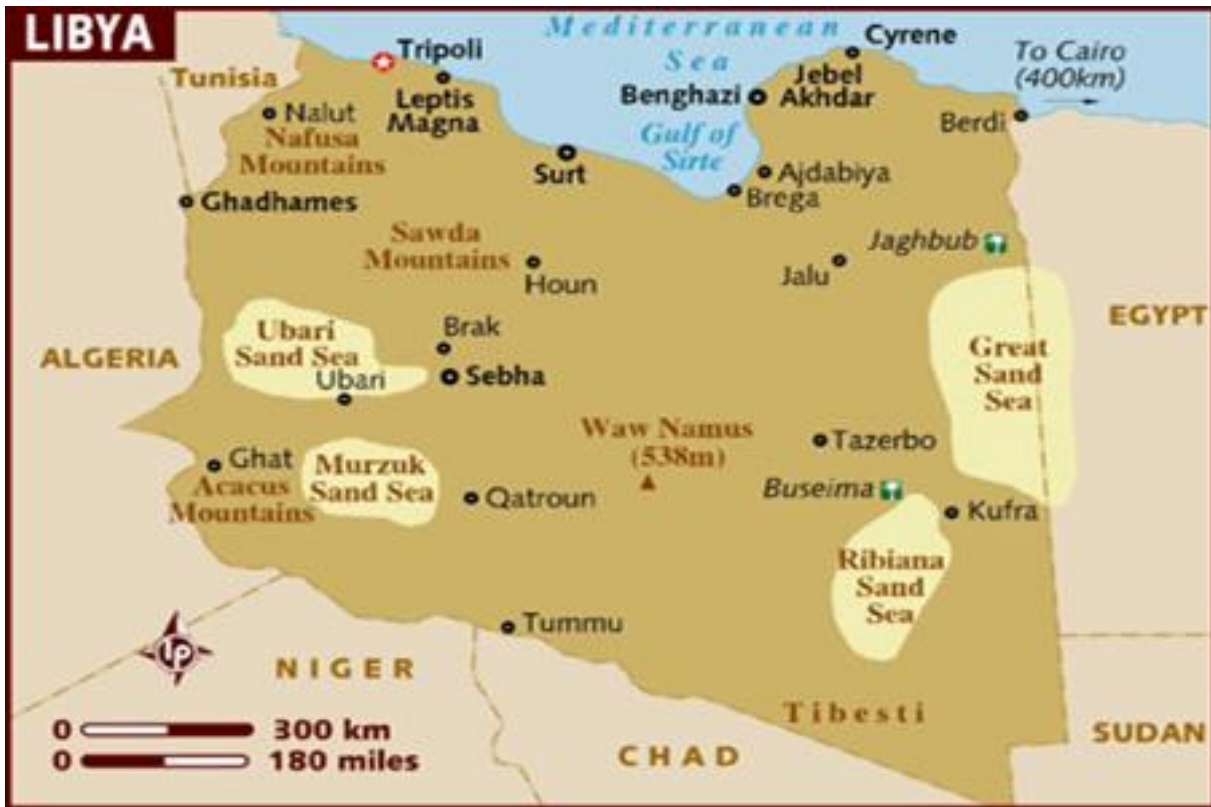 LIBYA
Mediterranean
Sea
Gulf of
Sirte
Tunisia
Tripoli
Leptis
Magna
Nalut
Nafusa
Mountains
Ghadhames
Surt
Benghazi
Cyrene
Jebel
Akhdar
To Cairo
(400km)
Berdi
Ajdabiya
Brega
Sawda
Mountains
Houn
Jalu
Jaghbub
EGYPT
ALGERIA
Ubari
Sand Sea
Ubari
Brak
Sebha
Great
Sand
Sea
Waw Namus
(538m)
Tazerbo
Ghat
Acacus
Mountains
Murzuk
Sand Sea
Qatroun
Buseima
Kufra
Ribiana
Sand
Sea
Tummu
lp
NIGER
Tibesti
CHAD
SUDAN
0 300 km
0 180 miles